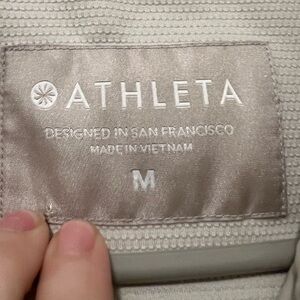 ATHLETA
DESIGNED IN SAN FRANCISCO
MADE IN VIETNAM
M